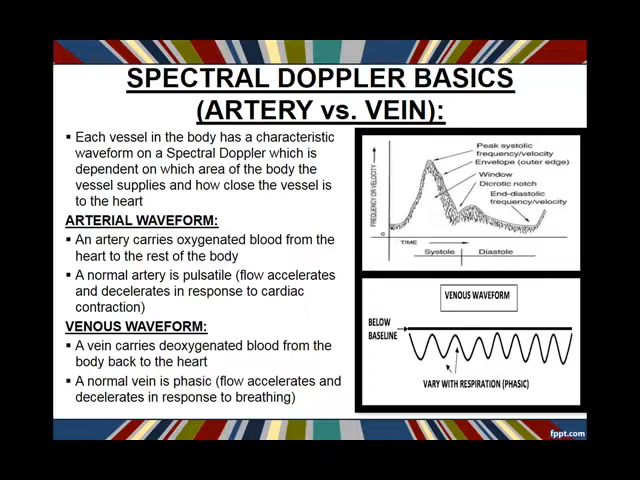 SPECTRAL DOPPLER BASICS
(ARTERY vs. VEIN):
▪ Each vessel in the body has a characteristic
waveform on a Spectral Doppler which is
dependent on which area of the body the
vessel supplies and how close the vessel is
to the heart
ARTERIAL WAVEFORM:
▪ An artery carries oxygenated blood from the
heart to the rest of the body
▪ A normal artery is pulsatile (flow accelerates
and decelerates in response to cardiac
contraction)
VENOUS WAVEFORM:
▪ A vein carries deoxygenated blood from the
body back to the heart
▪ A normal vein is phasic (flow accelerates and
decelerates in response to breathing)
FREQUENCY OR VELOCITY
Peak systolic
frequency/velocity
Envelope (outer edge)
Window
Dicrotic notch
End-diastolic
frequency/velocity
0
TIME
Systole
Diastole
VENOUS WAVEFORM
BELOW
BASELINE
VARY WITH RESPIRATION (PHASIC)
fppt.com